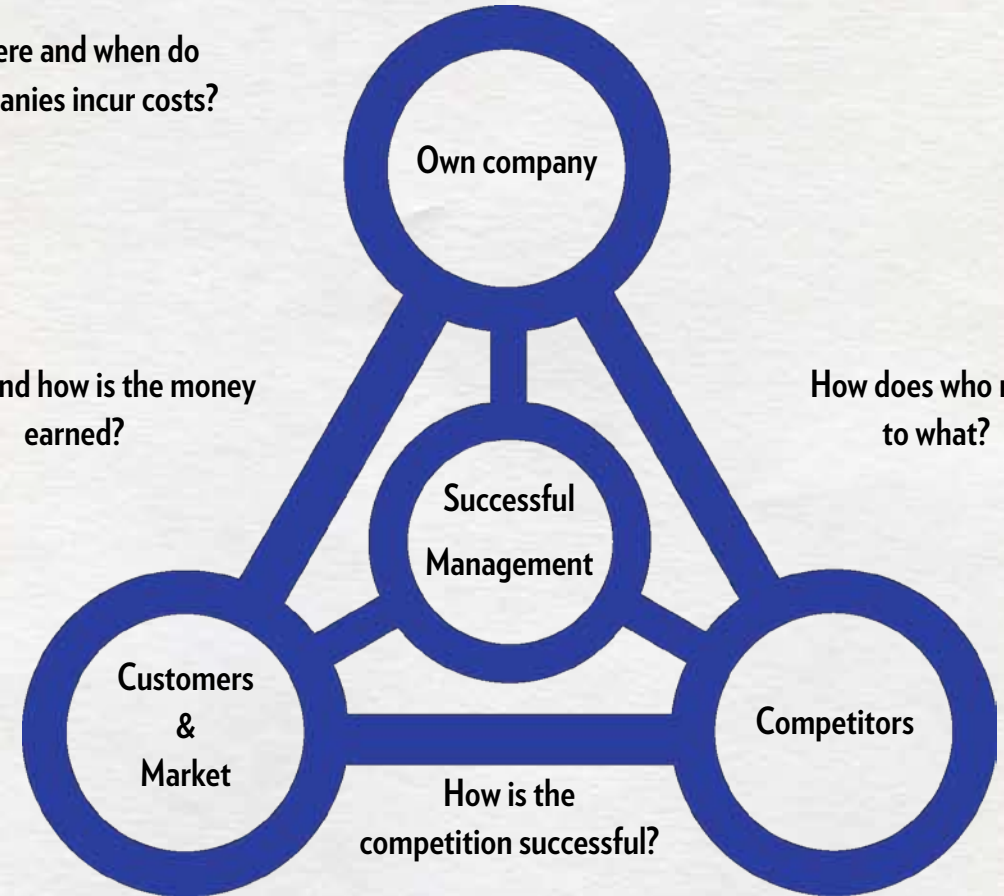 and when do
incur costs?
Own company
and how is the money
earned?
How does who
to what?
Successful
Management
Customers
&
Market
Competitors
How is the
competition successful?